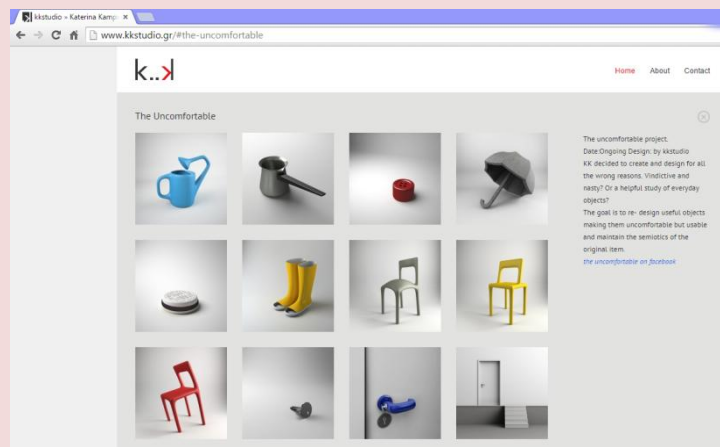 kkstudio » Katerina Kamp
www.kkstudio.gr/#the-uncomfortable
k..k
Home About Contact
The Uncomfortable
The uncomfortable project.
Date:Ongoing Design: by kkstudio
KK decided to create and design for all
the wrong reasons. Vindictive and
nasty? Or a helpful study of everyday
objects?
The goal is to re- design useful objects
making them uncomfortable but usable
and maintain the semiotics of the
original item.
the uncomfortable on facebook